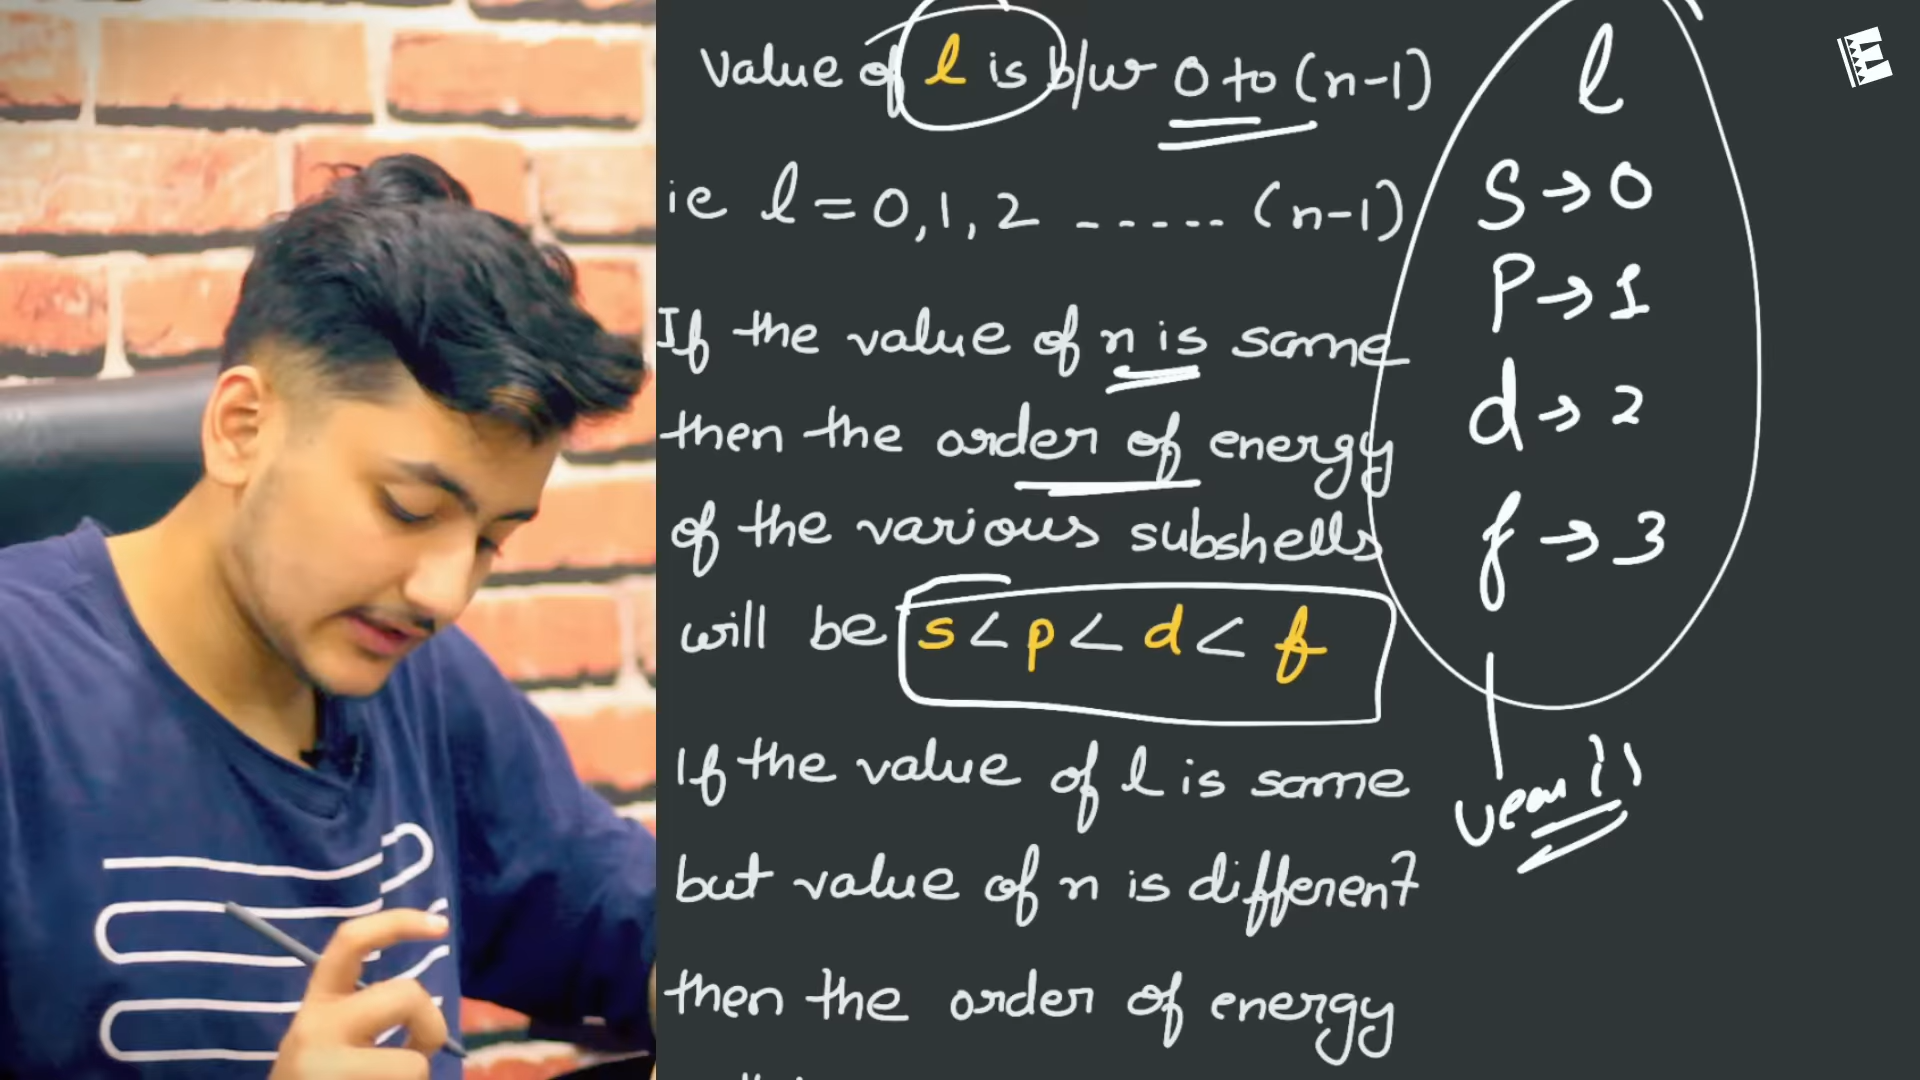 Value of l is b/w 0 to (n-1)
ie l = 0, 1, 2 ----- (n-1)
If the value of n is same
then the order of energy
of the various subshells
will be s < p < d < f
If the value of l is same
but value of n is different
then the order of energy
l
S → 0
P → 1
d → 2
f → 3